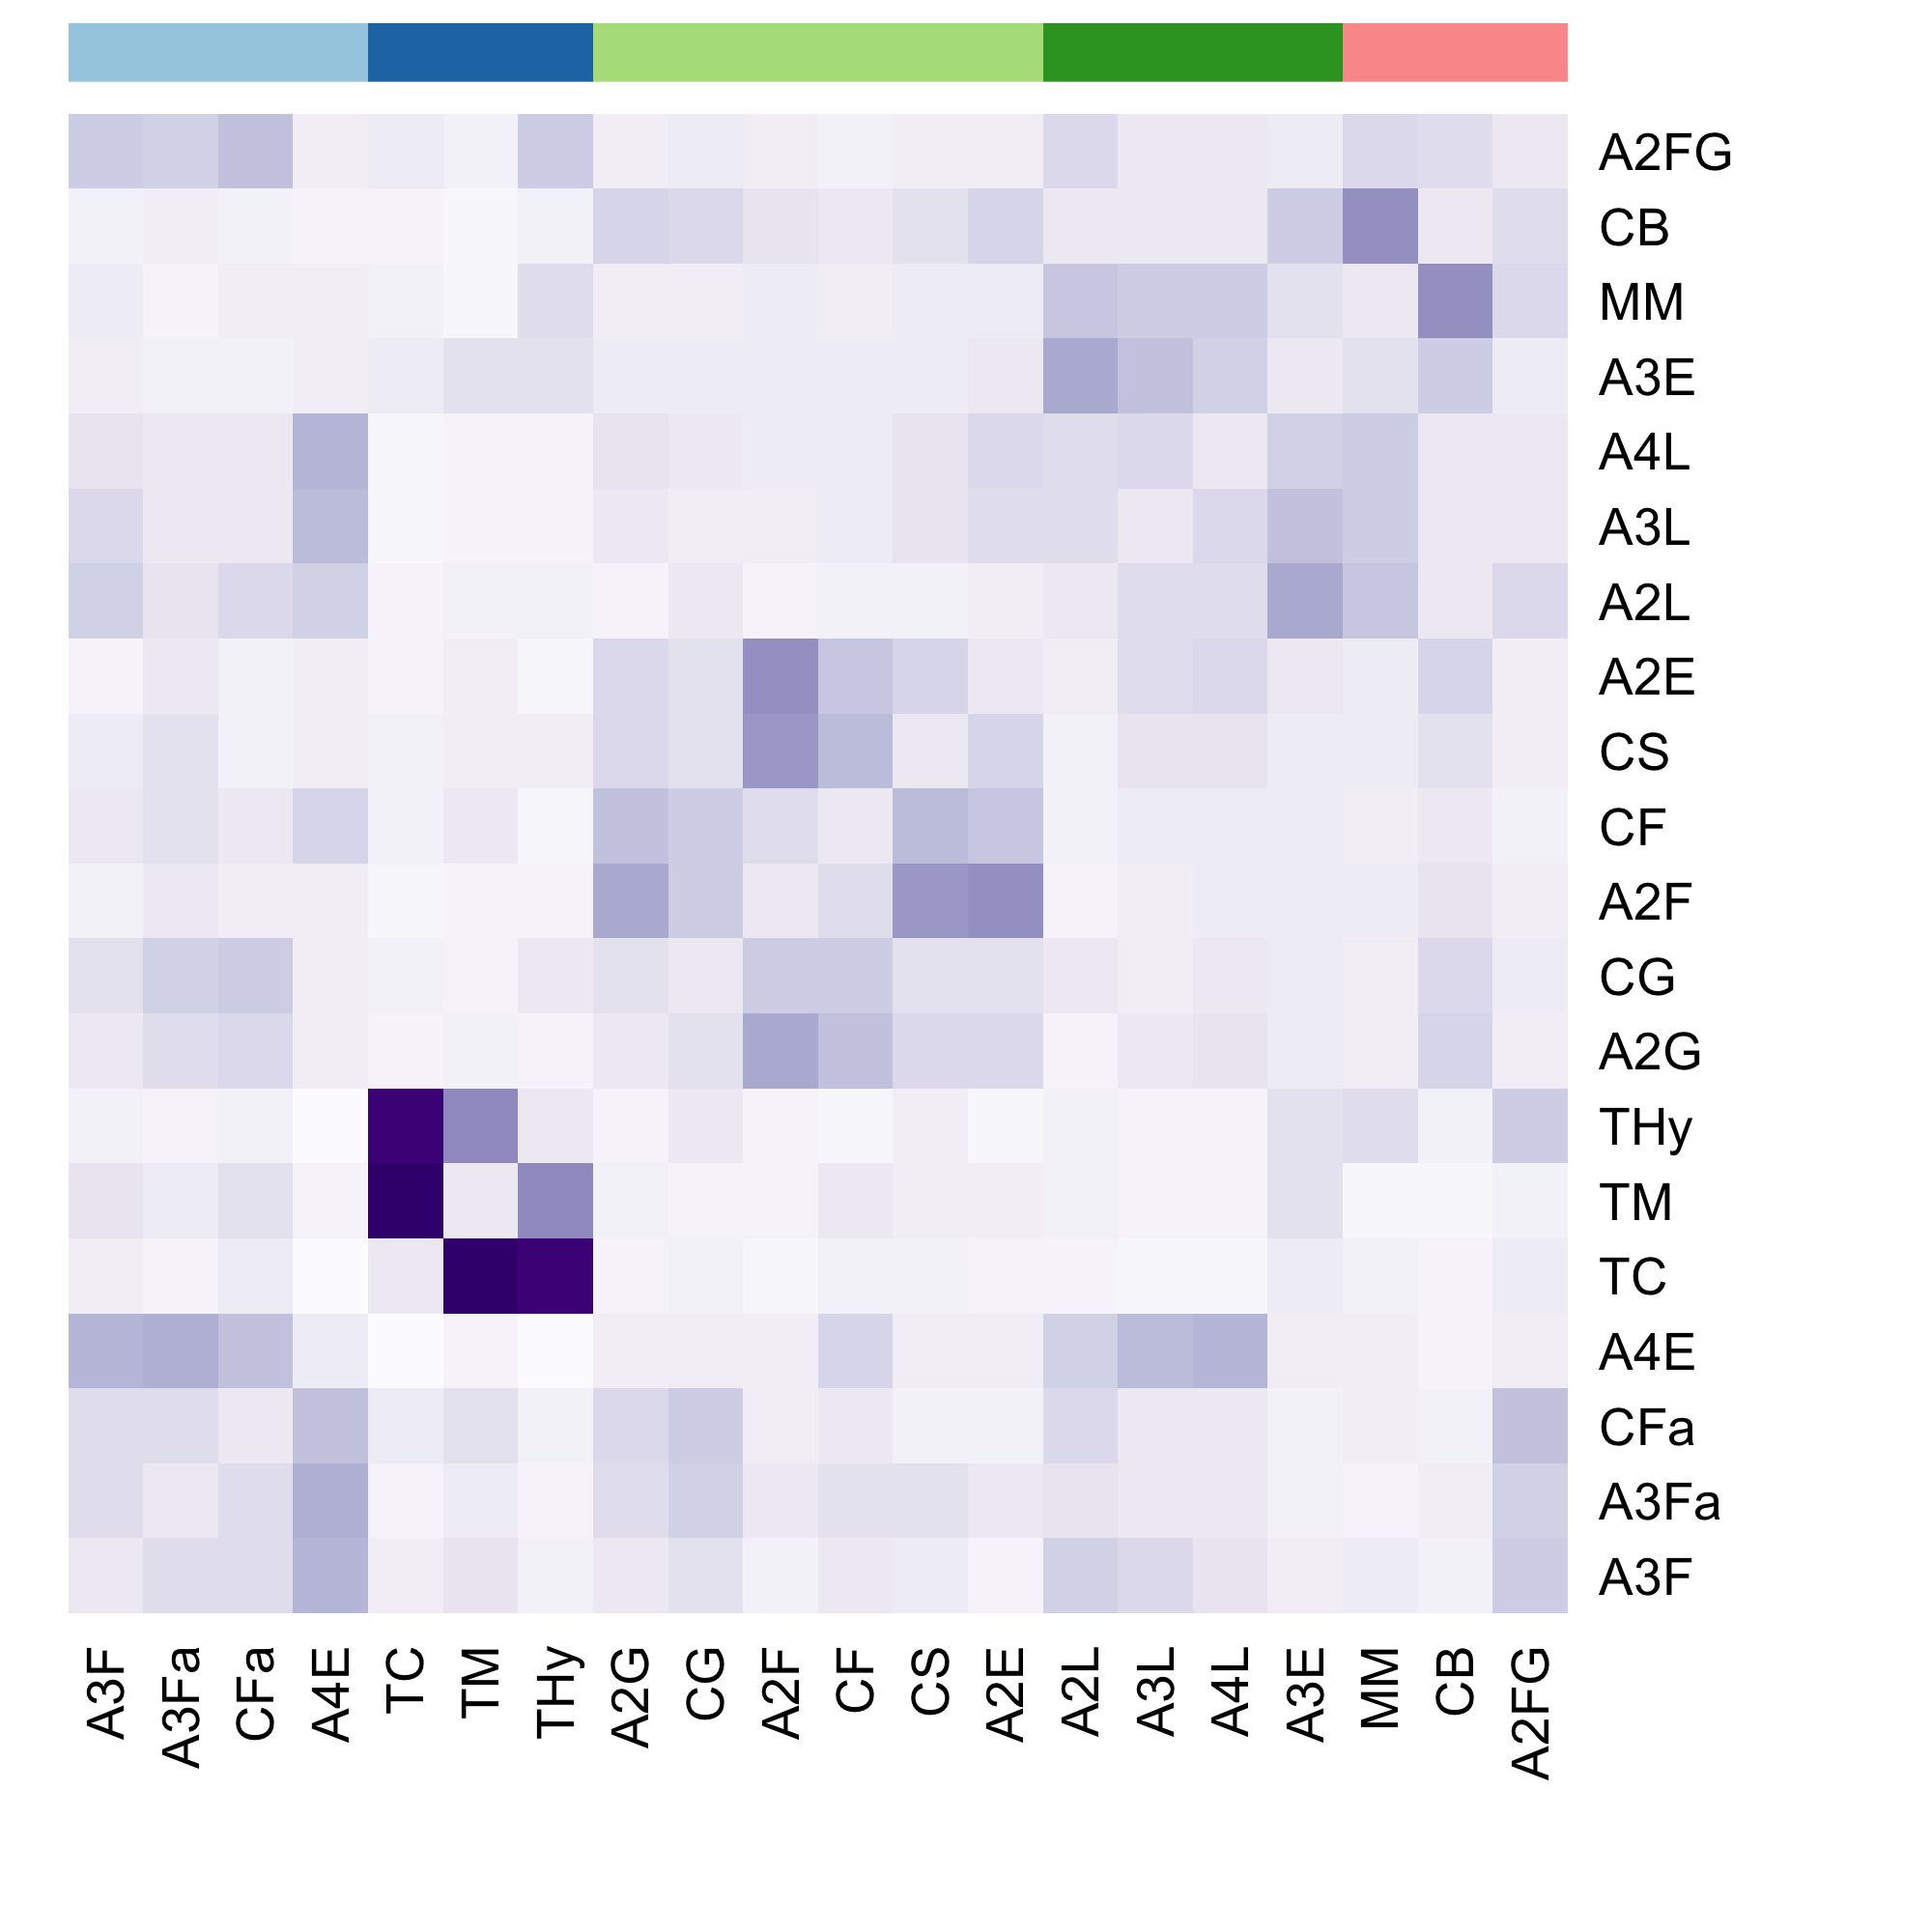 A2FG
CB
MM
A3E
A4L
A3L
A2L
A2E
CS
CF
A2F
CG
A2G
THy
TM
TC
A4E
CFa
A3Fa
A3F
A3F
A3Fa
CFa
A4E
TC
TM
THy
A2G
CG
A2F
CF
CS
A2E
A2L
A3L
A4L
A3E
MM
CB
A2FG